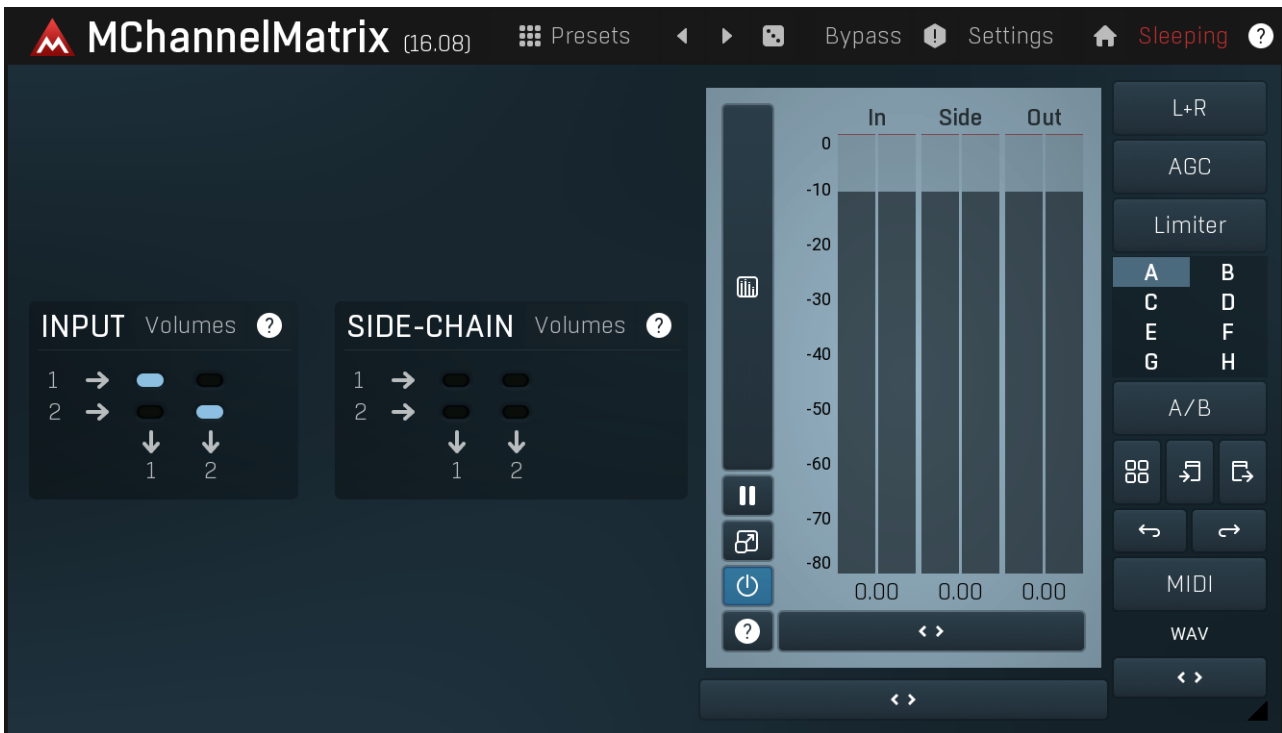 MChannelMatrix (16.08) Presets Bypass Settings Sleeping ?
L+R
AGC
Limiter
A B
C D
E F
G H
A/B
MIDI
WAV
In Side Out
0
-10
-20
-30
-40
-50
-60
-70
-80
0.00 0.00 0.00
?
INPUT Volumes ?
1
2
1 2
SIDE-CHAIN Volumes ?
1
2
1 2